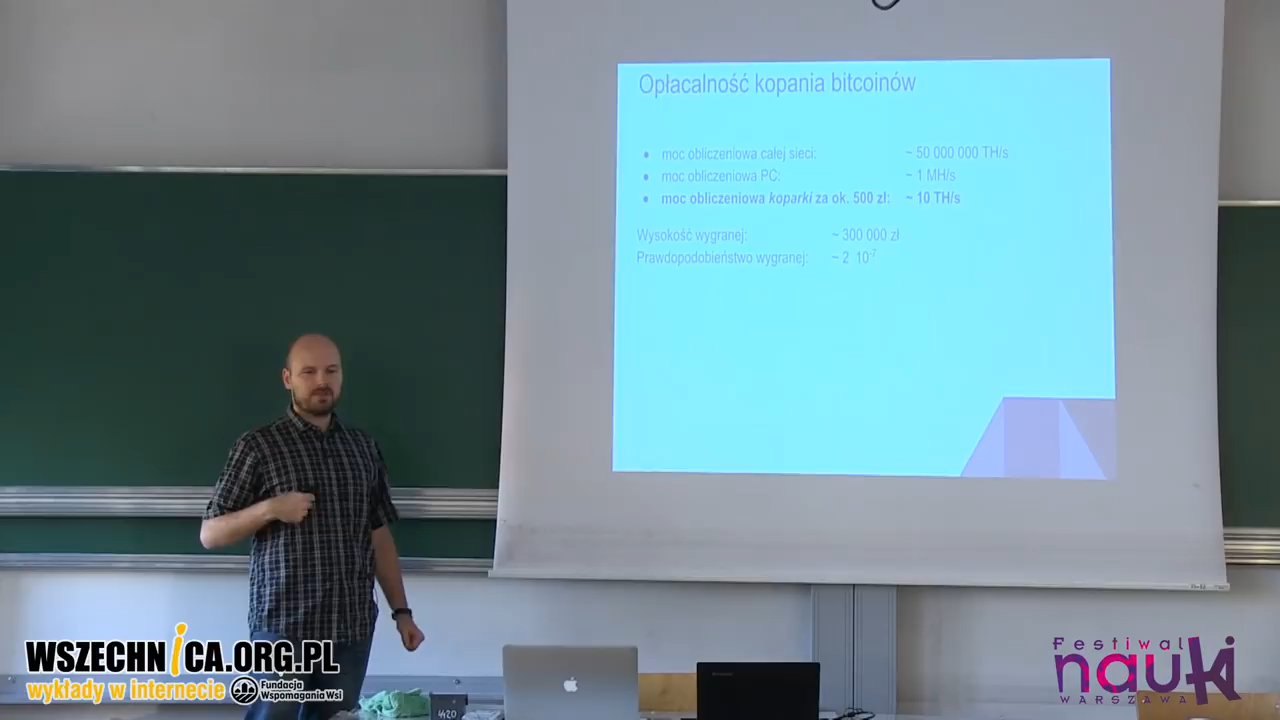 Opłacalność kopania bitcoinów
• moc obliczeniowa całej sieci: ~ 50 000 000 TH/s
• moc obliczeniowa PC: ~ 1 MH/s
• moc obliczeniowa koparki za ok. 500 zł: ~ 10 TH/s
Wysokość wygranej: ~ 300 000 zł
Prawdopodobieństwo wygranej: ~ 2 10⁻⁷
WSZECHNICA.ORG.PL
wykłady w internecie
Fundacja
Wspomagania Wsi
4420
Festiwal
nauki
WARSZAWA